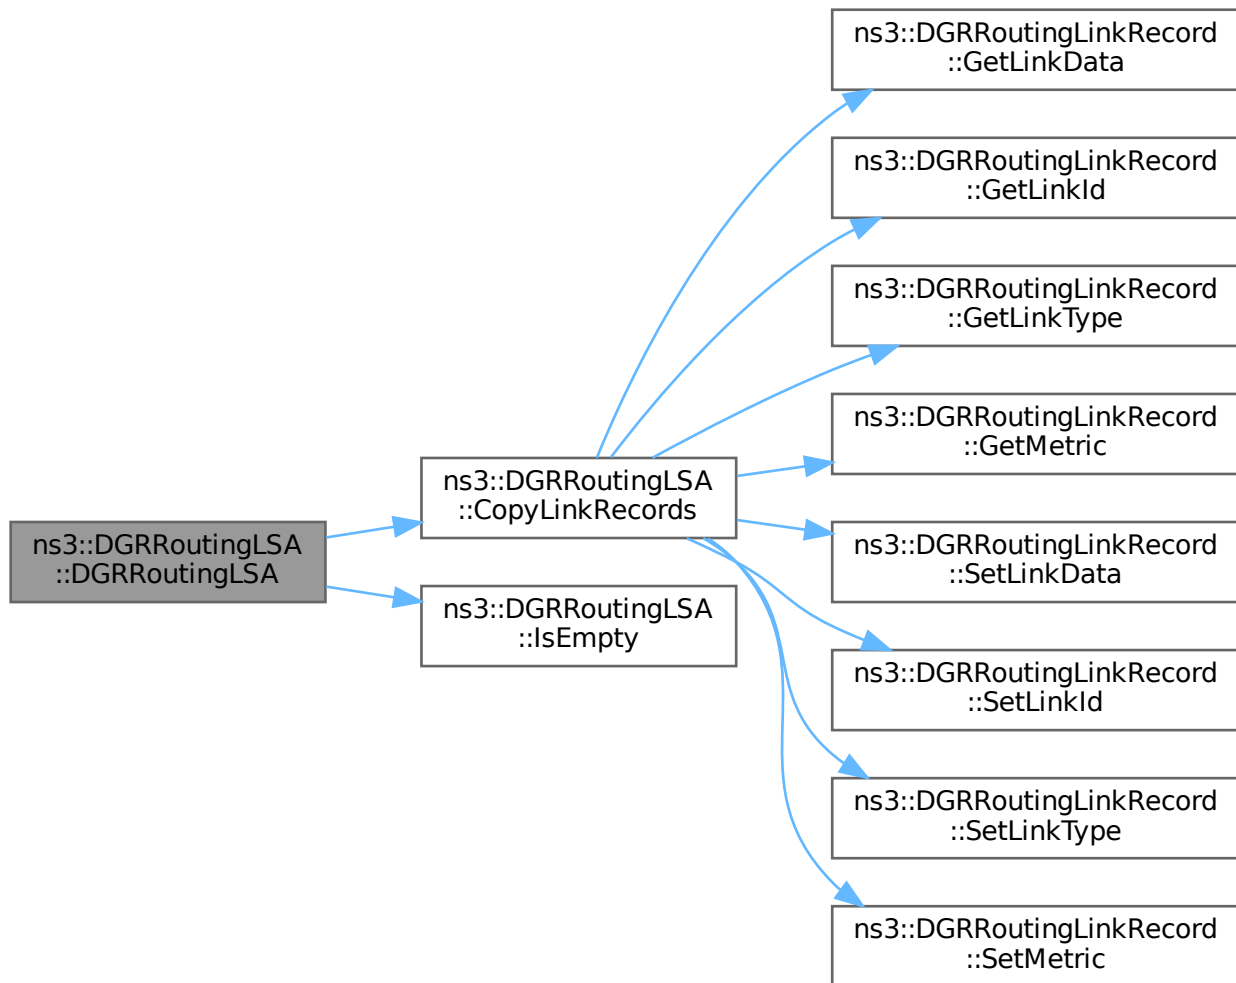 ns3::DGRRoutingLSA
::DGRRoutingLSA
ns3::DGRRoutingLSA
::CopyLinkRecords
ns3::DGRRoutingLSA
::IsEmpty
ns3::DGRRoutingLinkRecord
::GetLinkData
ns3::DGRRoutingLinkRecord
::GetLinkId
ns3::DGRRoutingLinkRecord
::GetLinkType
ns3::DGRRoutingLinkRecord
::GetMetric
ns3::DGRRoutingLinkRecord
::SetLinkData
ns3::DGRRoutingLinkRecord
::SetLinkId
ns3::DGRRoutingLinkRecord
::SetLinkType
ns3::DGRRoutingLinkRecord
::SetMetric